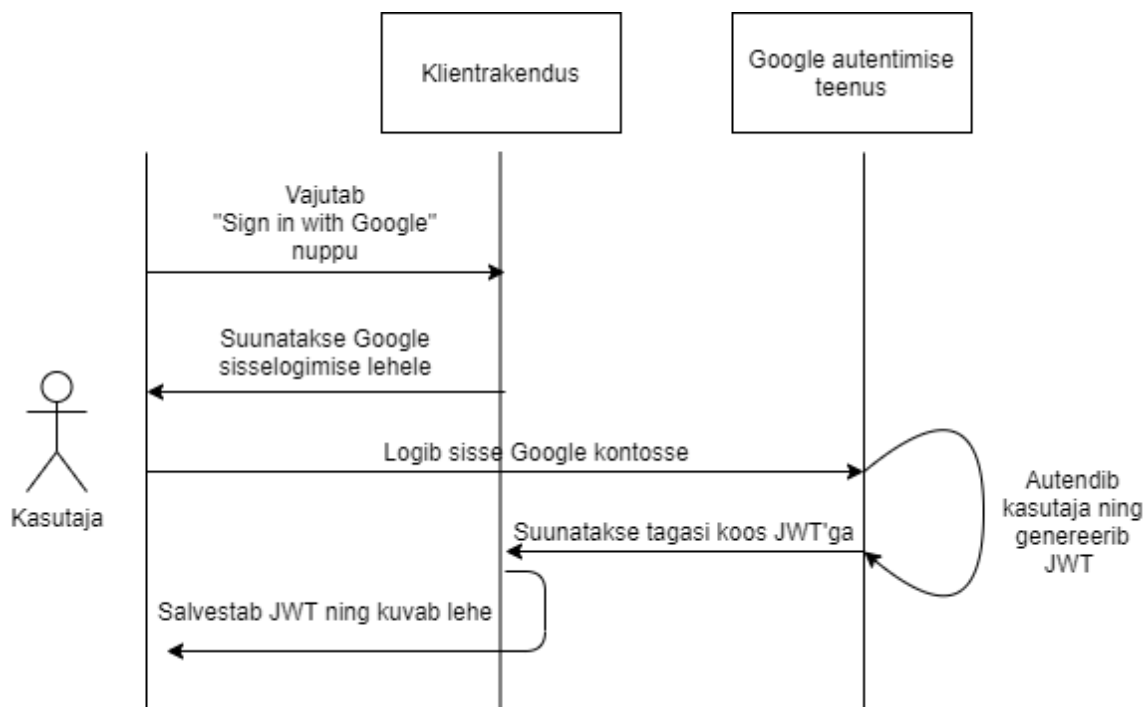 Klientrakendus
Google autentimise
teenus
Vajutab
"Sign in with Google"
nuppu
Suunatakse Google
sisselogimise lehele
Kasutaja
Logib sisse Google kontosse
Autendib
kasutaja ning
genereerib
JWT
Suunatakse tagasi koos JWT'ga
Salvestab JWT ning kuvab lehe